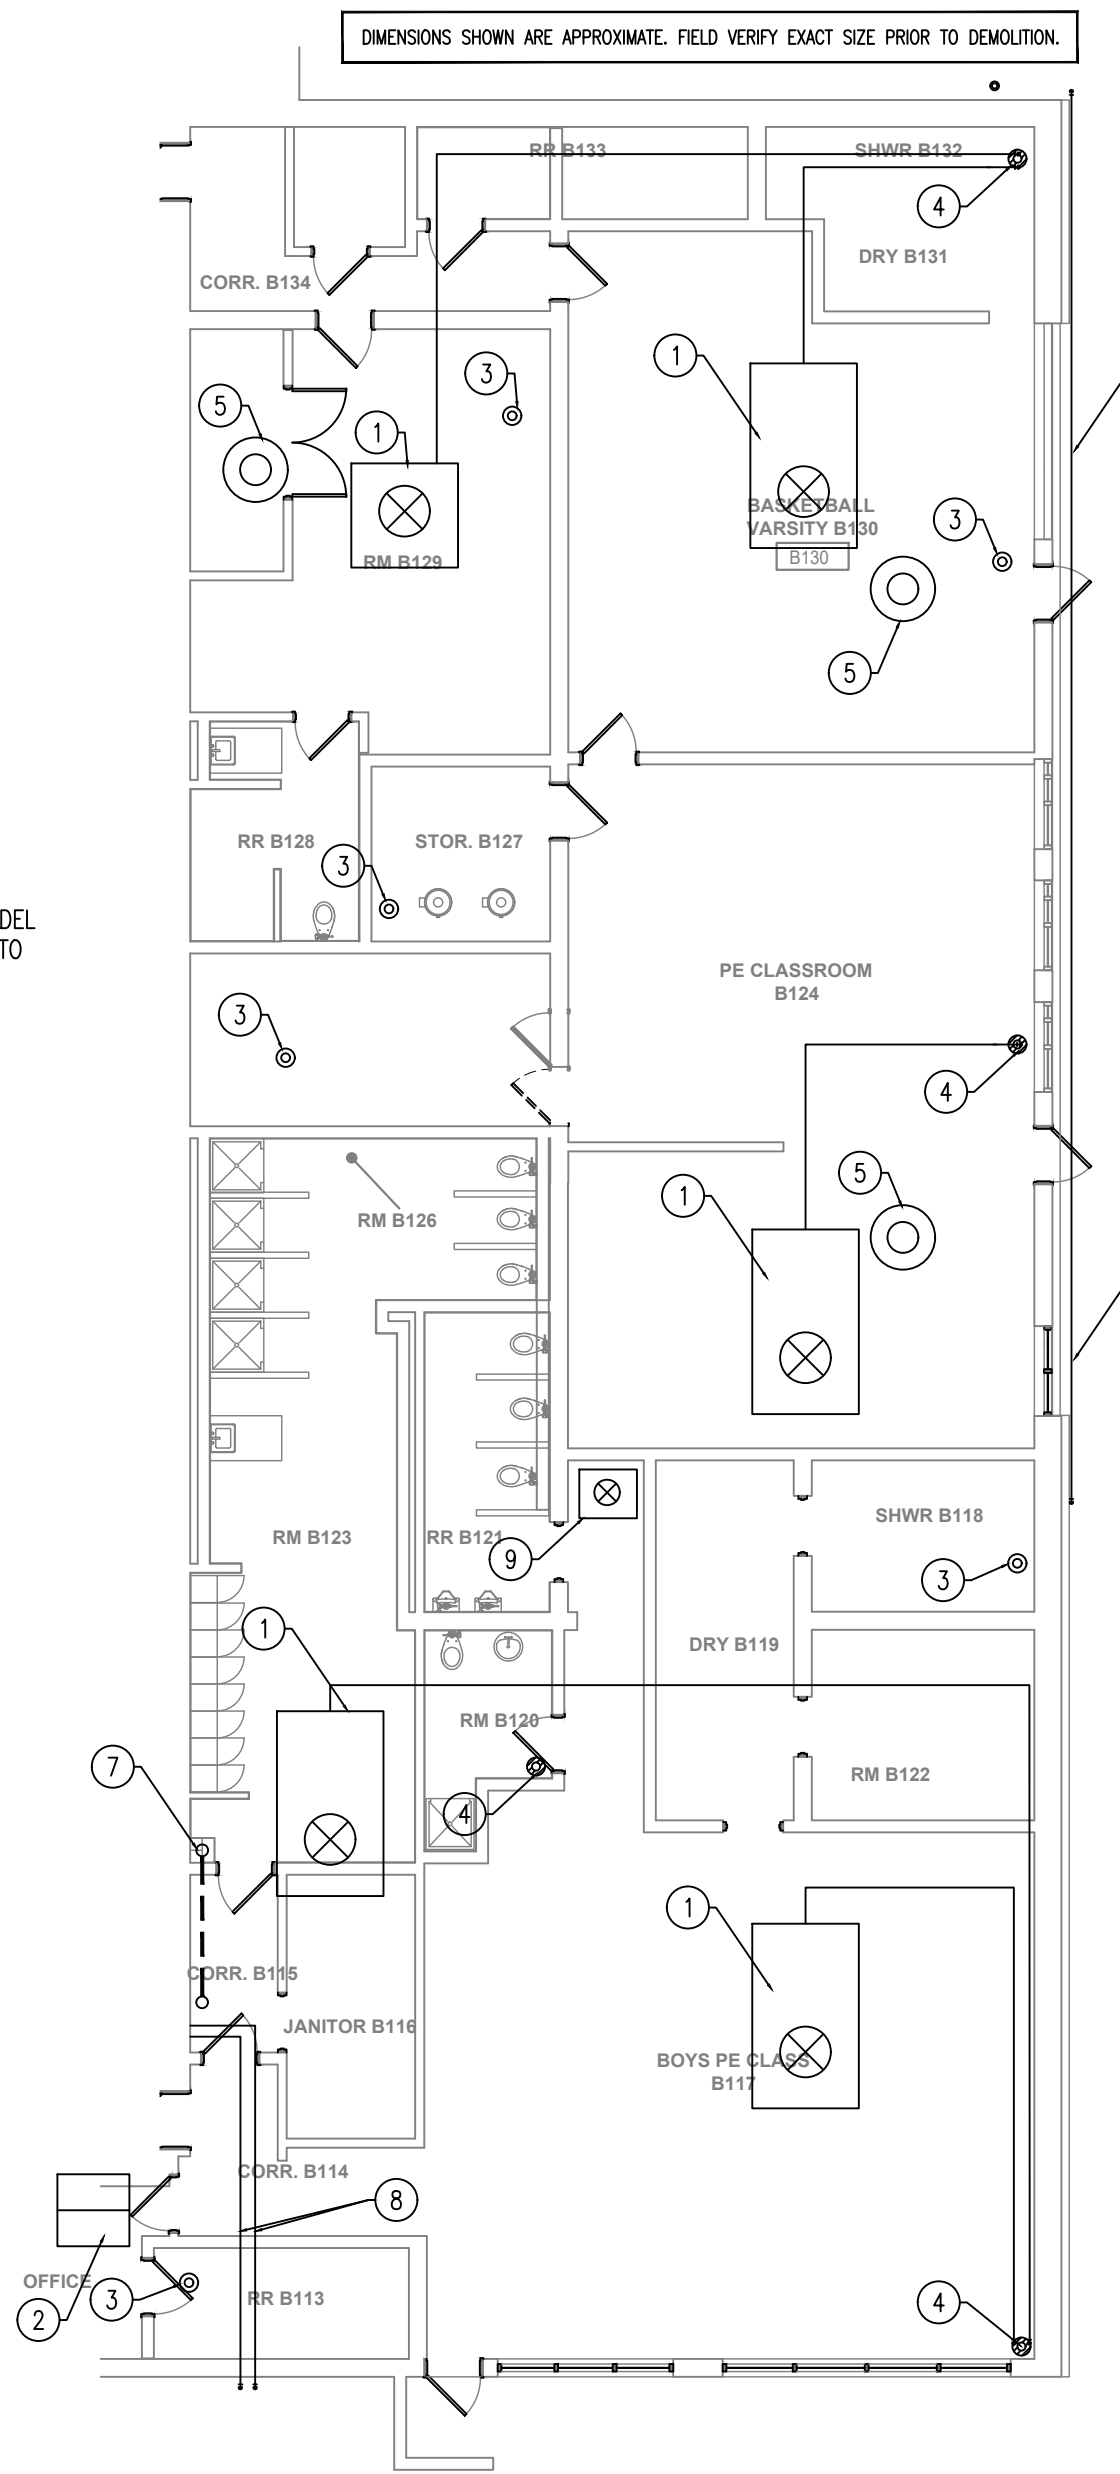 DIMENSIONS SHOWN ARE APPROXIMATE. FIELD VERIFY EXACT SIZE PRIOR TO DEMOLITION.
RR B133
SHWR B132
4
DRY B131
CORR. B134
1
3
5
1
BASKETBALL
VARSITY B130
B130
3
RM B129
5
RR B128
STOR. B127
3
DEL
TO
PE CLASSROOM
B124
3
4
5
1
RM B126
SHWR B118
RM B123
RR B121
9
3
1
DRY B119
RM B120
7
RM B122
4
1
CORR. B115
JANITOR B116
BOYS PE CLASS
B117
CORR. B114
8
OFFICE
3
RR B113
2
4